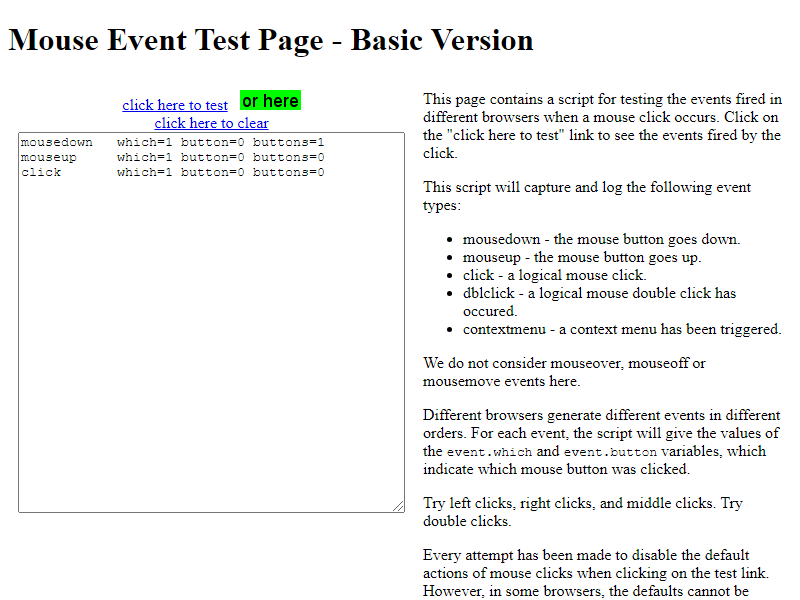 Mouse Event Test Page - Basic Version
click here to test or here
click here to clear
mousedown which=1 button=0 buttons=1
mouseup which=1 button=0 buttons=0
click which=1 button=0 buttons=0
This page contains a script for testing the events fired in
different browsers when a mouse click occurs. Click on
the "click here to test" link to see the events fired by the
click.
This script will capture and log the following event
types:
• mousedown - the mouse button goes down.
• mouseup - the mouse button goes up.
• click - a logical mouse click.
• dblclick - a logical mouse double click has
occured.
• contextmenu - a context menu has been triggered.
We do not consider mouseover, mouseoff or
mousemove events here.
Different browsers generate different events in different
orders. For each event, the script will give the values of
the event.which and event.button variables, which
indicate which mouse button was clicked.
Try left clicks, right clicks, and middle clicks. Try
double clicks.
Every attempt has been made to disable the default
actions of mouse clicks when clicking on the test link.
However, in some browsers, the defaults cannot be